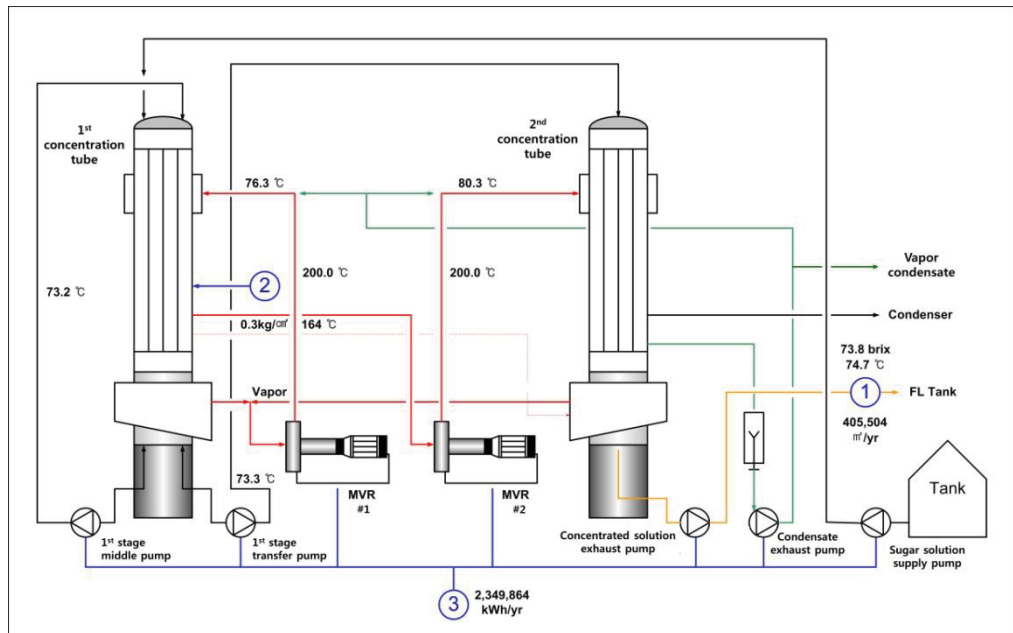 1st
concentration
tube
2nd
concentration
tube
76.3 ℃
80.3 ℃
200.0 ℃
200.0 ℃
73.2 ℃
2
0.3kg/㎠
164 ℃
Vapor
condensate
Condenser
73.8 brix
74.7 ℃
1
FL Tank
405,504
㎥/yr
Vapor
73.3 ℃
MVR
#1
MVR
#2
Tank
1st stage
middle pump
1st stage
transfer pump
Concentrated solution
exhaust pump
Condensate
exhaust pump
Sugar solution
supply pump
3
2,349,864
kWh/yr